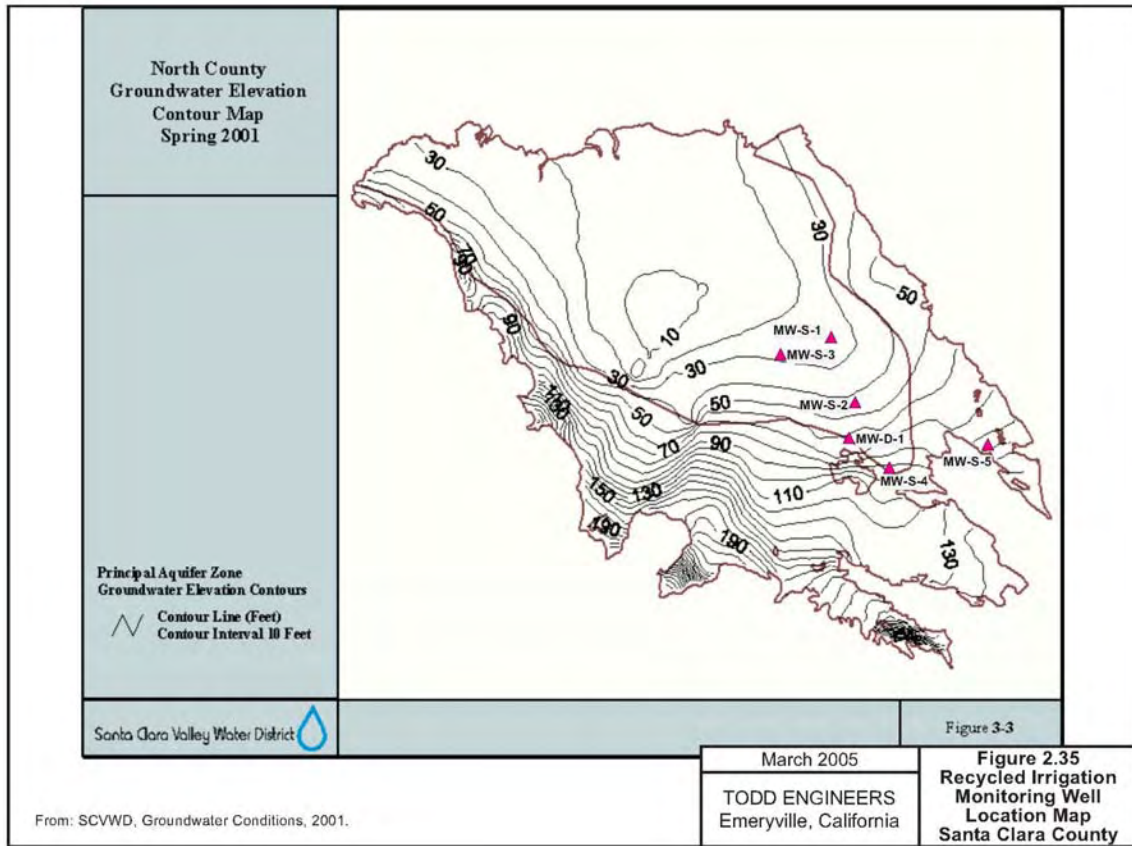 North County
Groundwater Elevation
Contour Map
Spring 2001
Principal Aquifer Zone
Groundwater Elevation Contours
Contour Line (Feet)
Contour Interval 10 Feet
Santa Clara Valley Water District
30
50
70
90
90
30
50
10
30
30
50
50
70
90
110
150
130
190
190
130
MW-S-1
MW-S-3
MW-S-2
MW-D-1
MW-S-4
MW-S-5
Figure 3-3
March 2005
TODD ENGINEERS
Emeryville, California
Figure 2.35
Recycled Irrigation
Monitoring Well
Location Map
Santa Clara County
From: SCVWD, Groundwater Conditions, 2001.